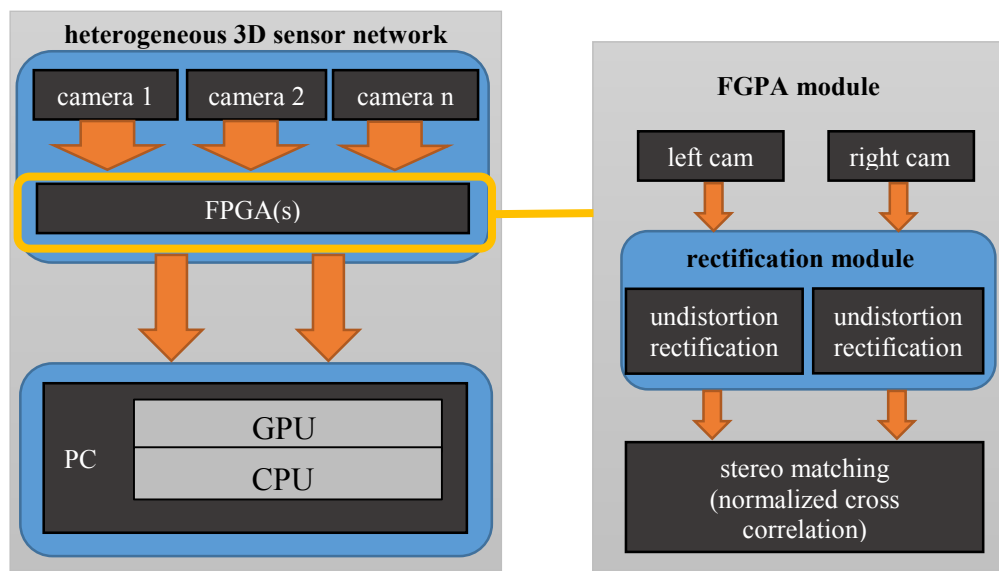 heterogeneous 3D sensor network
camera 1
camera 2
camera n
FPGA(s)
PC
GPU
CPU
FGPA module
left cam
right cam
rectification module
undistortion
rectification
undistortion
rectification
stereo matching
(normalized cross
correlation)